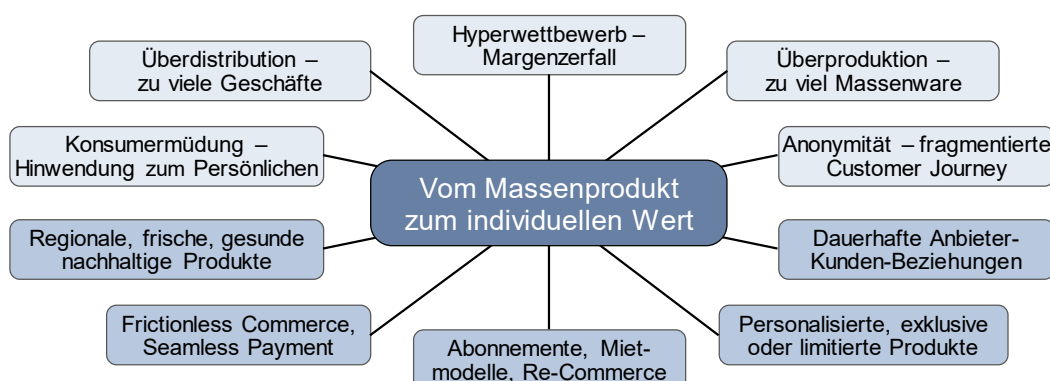 Hyperwettbewerb –
Margenzerfall
Überdistribution –
zu viele Geschäfte
Überproduktion –
zu viel Massenware
Konsumermüdung –
Hinwendung zum Persönlichen
Anonymität – fragmentierte
Customer Journey
Vom Massenprodukt
zum individuellen Wert
Regionale, frische, gesunde
nachhaltige Produkte
Dauerhafte Anbieter-
Kunden-Beziehungen
Frictionless Commerce,
Seamless Payment
Abonnemente, Miet-
modelle, Re-Commerce
Personalisierte, exklusive
oder limitierte Produkte